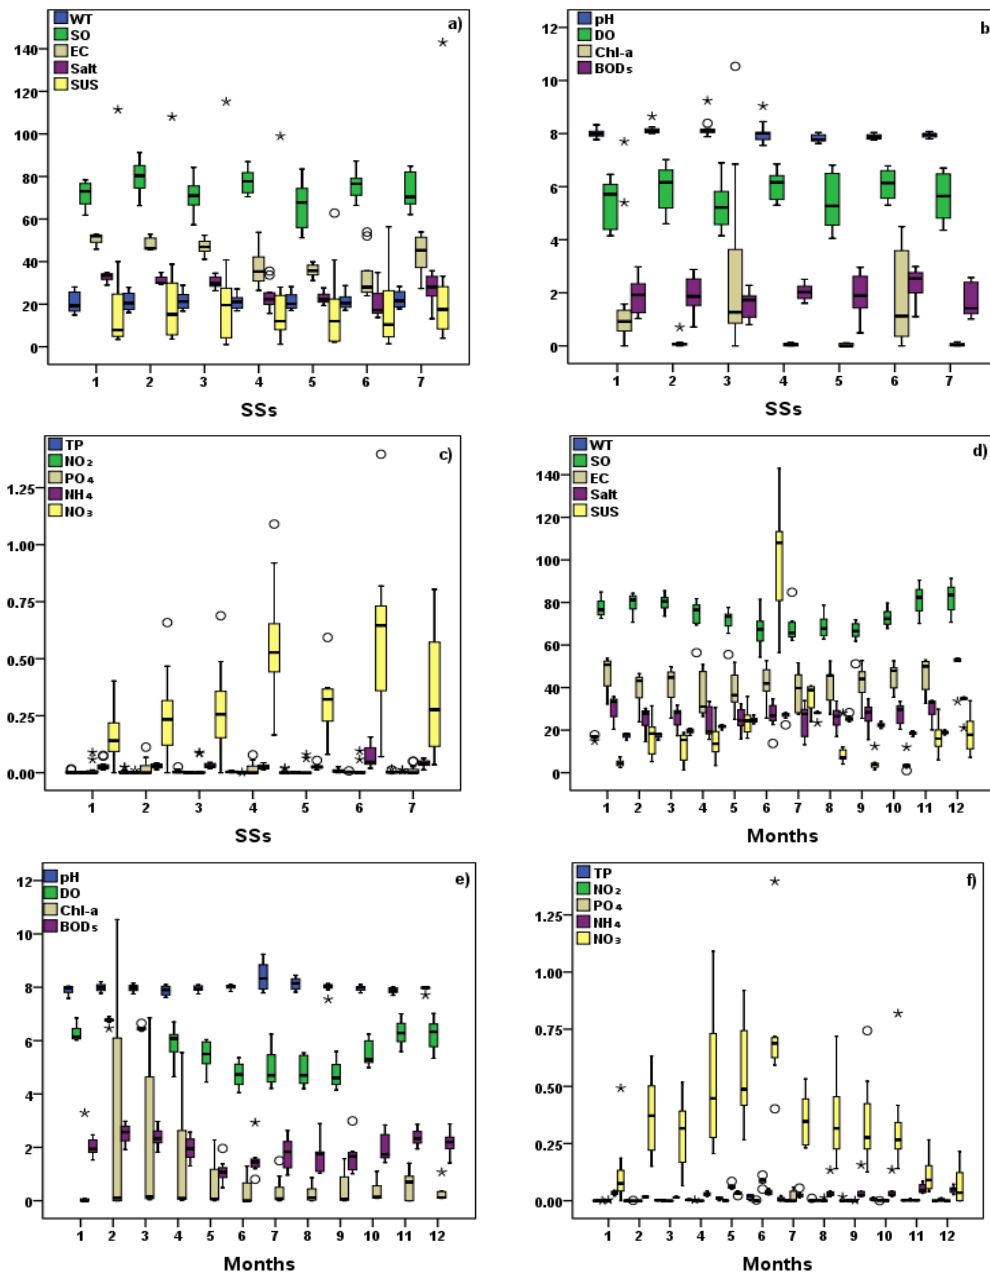 a)
WT
SO
EC
Salt
SUS
140
120
100
80
60
40
20
0
1 2 3 4 5 6 7
SSs
b
pH
DO
Chl-a
BOD₅
12
10
8
6
4
2
0
1 2 3 4 5 6 7
SSs
c)
TP
NO₂
PO₄
NH₄
NO₃
1.25
1.00
0.75
0.50
0.25
0.00
1 2 3 4 5 6 7
SSs
d)
WT
SO
EC
Salt
SUS
140
120
100
80
60
40
20
0
1 2 3 4 5 6 7 8 9 10 11 12
Months
e)
pH
DO
Chl-a
BOD₅
12
10
8
6
4
2
0
1 2 3 4 5 6 7 8 9 10 11 12
Months
f)
TP
NO₂
PO₄
NH₄
NO₃
1.25
1.00
0.75
0.50
0.25
0.00
1 2 3 4 5 6 7 8 9 10 11 12
Months